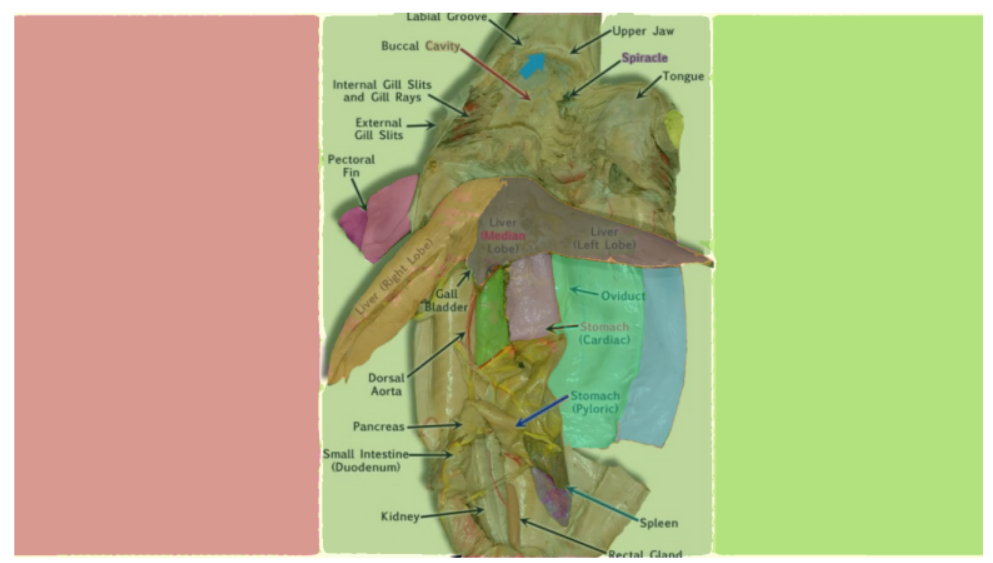 Labial Groove
Upper Jaw
Buccal Cavity
Spiracle
Tongue
Internal Gill Slits
and Gill Rays
External
Gill Slits
Pectoral
Fin
Liver
(Median
Lobe)
Liver
(Left Lobe)
Liver (Right Lobe)
Gall
Bladder
Oviduct
Stomach
(Cardiac)
Dorsal
Aorta
Stomach
(Pyloric)
Pancreas
Small Intestine
(Duodenum)
Kidney
Spleen
Rectal Gland